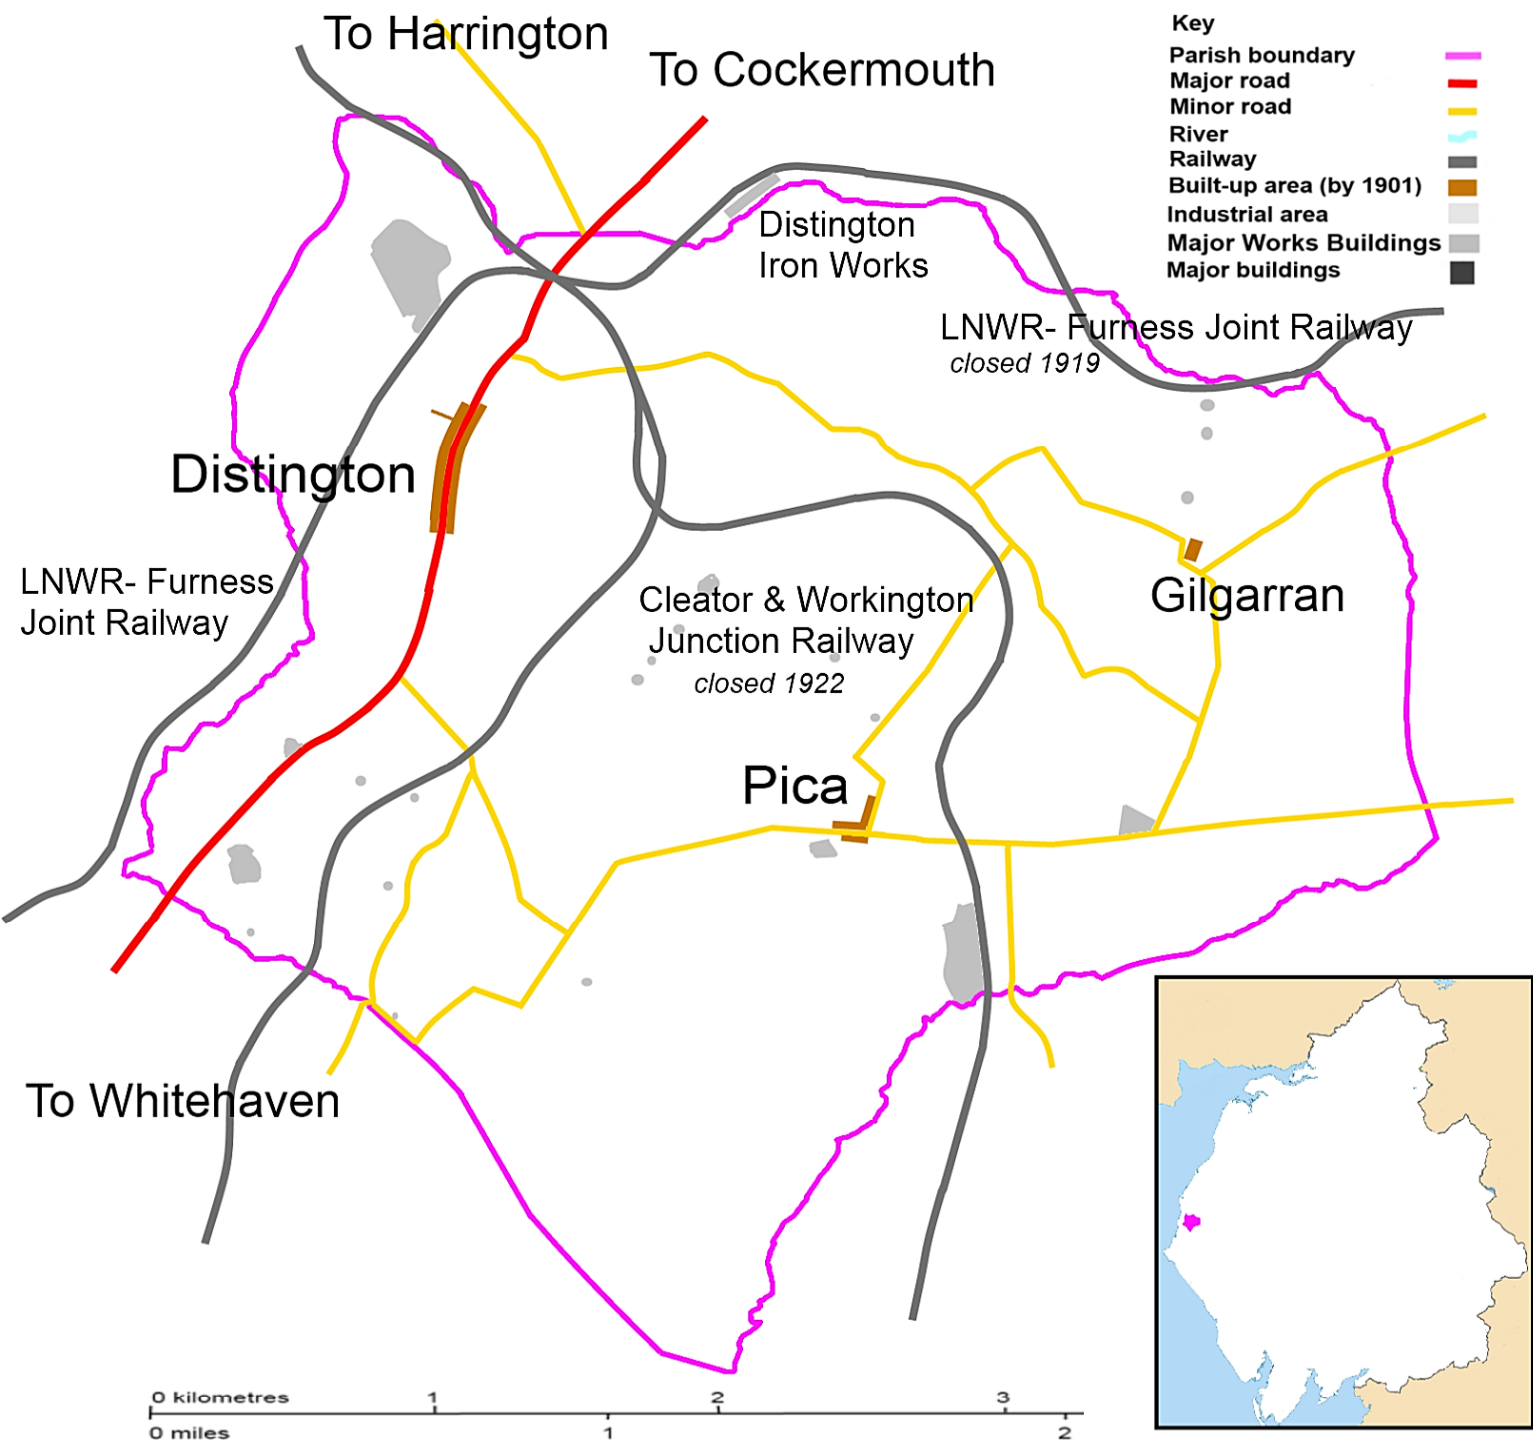 To Harrington
To Cockermouth
Key
Parish boundary
Major road
Minor road
River
Railway
Built-up area (by 1901)
Industrial area
Major Works Buildings
Major buildings
Distington
Iron Works
LNWR- Furness Joint Railway
closed 1919
Distington
LNWR- Furness
Joint Railway
Cleator & Workington
Junction Railway
closed 1922
Gilgarran
Pica
To Whitehaven
0 kilometres 1 2 3
0 miles 1 2